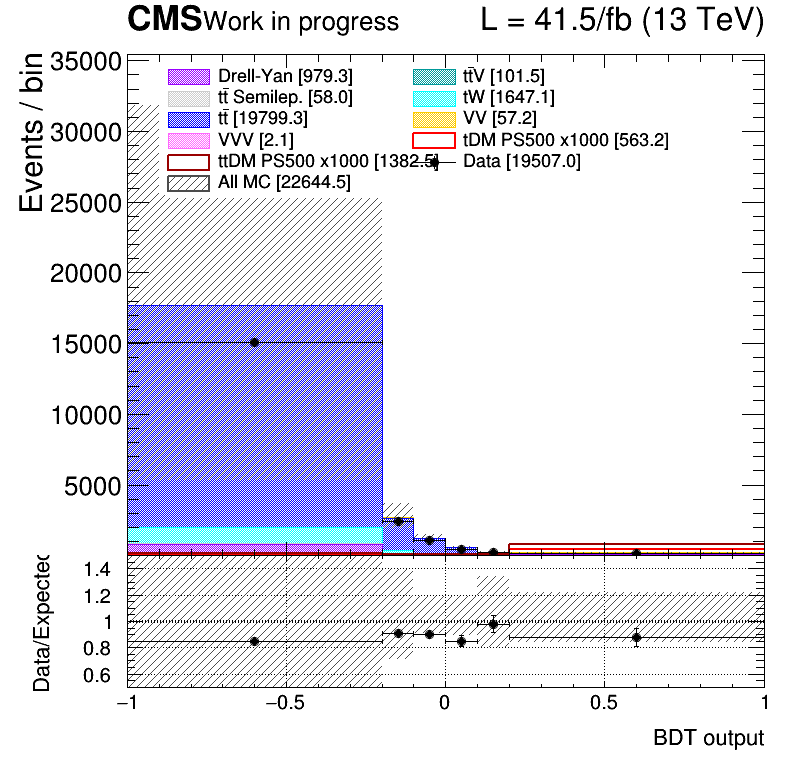 CMS Work in progress L = 41.5/fb (13 TeV)
Events / bin
35000
30000
25000
20000
15000
10000
5000
Drell-Yan [979.3] tt̄V [101.5]
tt̄ Semilep. [58.0] tW [1647.1]
tt̄ [19799.3] VV [57.2]
VVV [2.1] tDM PS500 x1000 [563.2]
ttDM PS500 x1000 [1382.5] Data [19507.0]
All MC [22644.5]
Data/Expected
1.4
1.2
1
0.8
0.6
−1 −0.5 0 0.5 1
BDT output